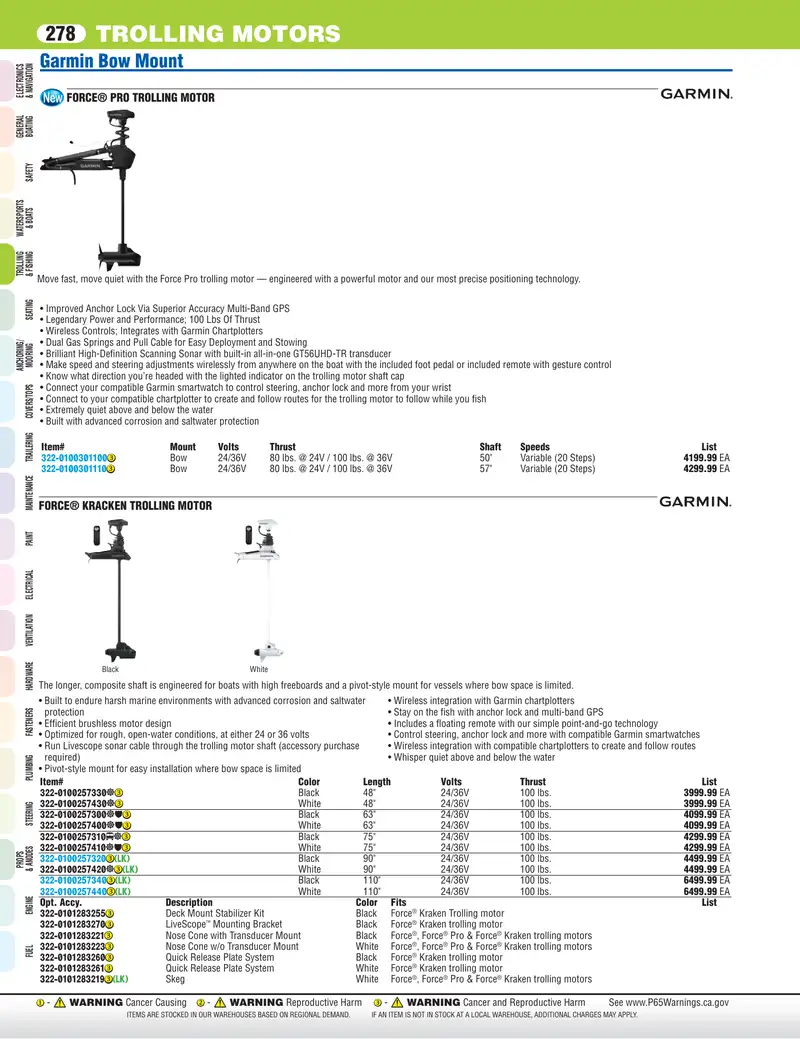 278 TROLLING MOTORS
Garmin Bow Mount
ELECTRONICS
& NAVIGATION
GENERAL
BOATING
SAFETY
WATERSPORTS
& BOATS
TROLLING
& FISHING
SEATING
ANCHORING/
MOORING
COVERS/TOPS
TRAILERING
MAINTENANCE
PAINT
ELECTRICAL
VENTILATION
HARDWARE
FASTENERS
PLUMBING
STEERING
PROPS
& ANODES
ENGINE
FUEL
New FORCE® PRO TROLLING MOTOR
GARMIN.
GARMIN
Move fast, move quiet with the Force Pro trolling motor — engineered with a powerful motor and our most precise positioning technology.
• Improved Anchor Lock Via Superior Accuracy Multi-Band GPS
• Legendary Power and Performance; 100 Lbs Of Thrust
• Wireless Controls; Integrates with Garmin Chartplotters
• Dual Gas Springs and Pull Cable for Easy Deployment and Stowing
• Brilliant High-Definition Scanning Sonar with built-in all-in-one GT56UHD-TR transducer
• Make speed and steering adjustments wirelessly from anywhere on the boat with the included foot pedal or included remote with gesture control
• Know what direction you're headed with the lighted indicator on the trolling motor shaft cap
• Connect your compatible Garmin smartwatch to control steering, anchor lock and more from your wrist
• Connect to your compatible chartplotter to create and follow routes for the trolling motor to follow while you fish
• Extremely quiet above and below the water
• Built with advanced corrosion and saltwater protection
Item# Mount Volts Thrust Shaft Speeds List
322-0100301100 3 Bow 24/36V 80 lbs. @ 24V / 100 lbs. @ 36V 50" Variable (20 Steps) 4199.99 EA
322-0100301110 3 Bow 24/36V 80 lbs. @ 24V / 100 lbs. @ 36V 57" Variable (20 Steps) 4299.99 EA
FORCE® KRACKEN TROLLING MOTOR
GARMIN.
Black White
The longer, composite shaft is engineered for boats with high freeboards and a pivot-style mount for vessels where bow space is limited.
• Built to endure harsh marine environments with advanced corrosion and saltwater
protection
• Efficient brushless motor design
• Optimized for rough, open-water conditions, at either 24 or 36 volts
• Run Livescope sonar cable through the trolling motor shaft (accessory purchase
required)
• Pivot-style mount for easy installation where bow space is limited
• Wireless integration with Garmin chartplotters
• Stay on the fish with anchor lock and multi-band GPS
• Includes a floating remote with our simple point-and-go technology
• Control steering, anchor lock and more with compatible Garmin smartwatches
• Wireless integration with compatible chartplotters to create and follow routes
• Whisper quiet above and below the water
Item# Color Length Volts Thrust List
322-0100257330 3 Black 48" 24/36V 100 lbs. 3999.99 EA
322-0100257430 3 White 48" 24/36V 100 lbs. 3999.99 EA
322-0100257300 3 Black 63" 24/36V 100 lbs. 4099.99 EA
322-0100257400 3 White 63" 24/36V 100 lbs. 4099.99 EA
322-0100257310 3 Black 75" 24/36V 100 lbs. 4299.99 EA
322-0100257410 3 White 75" 24/36V 100 lbs. 4299.99 EA
322-0100257320 3 (LK) Black 90" 24/36V 100 lbs. 4499.99 EA
322-0100257420 3 (LK) White 90" 24/36V 100 lbs. 4499.99 EA
322-0100257340 3 (LK) Black 110" 24/36V 100 lbs. 6499.99 EA
322-0100257440 3 (LK) White 110" 24/36V 100 lbs. 6499.99 EA
Opt. Accy. Description Color Fits List
322-0101283255 3 Deck Mount Stabilizer Kit Black Force® Kraken Trolling motor
322-0101283270 3 LiveScope™ Mounting Bracket Black Force® Kraken trolling motor
322-0101283221 3 Nose Cone with Transducer Mount Black Force®, Force® Pro & Force® Kraken trolling motors
322-0101283223 3 Nose Cone w/o Transducer Mount White Force®, Force® Pro & Force® Kraken trolling motors
322-0101283260 3 Quick Release Plate System Black Force® Kraken trolling motor
322-0101283261 3 Quick Release Plate System White Force® Kraken trolling motor
322-0101283219 3 (LK) Skeg White Force®, Force® Pro & Force® Kraken trolling motors
1 - WARNING Cancer Causing 2 - WARNING Reproductive Harm 3 - WARNING Cancer and Reproductive Harm See www.P65Warnings.ca.gov
ITEMS ARE STOCKED IN OUR WAREHOUSES BASED ON REGIONAL DEMAND. IF AN ITEM IS NOT IN STOCK AT A LOCAL WAREHOUSE, ADDITIONAL CHARGES MAY APPLY.